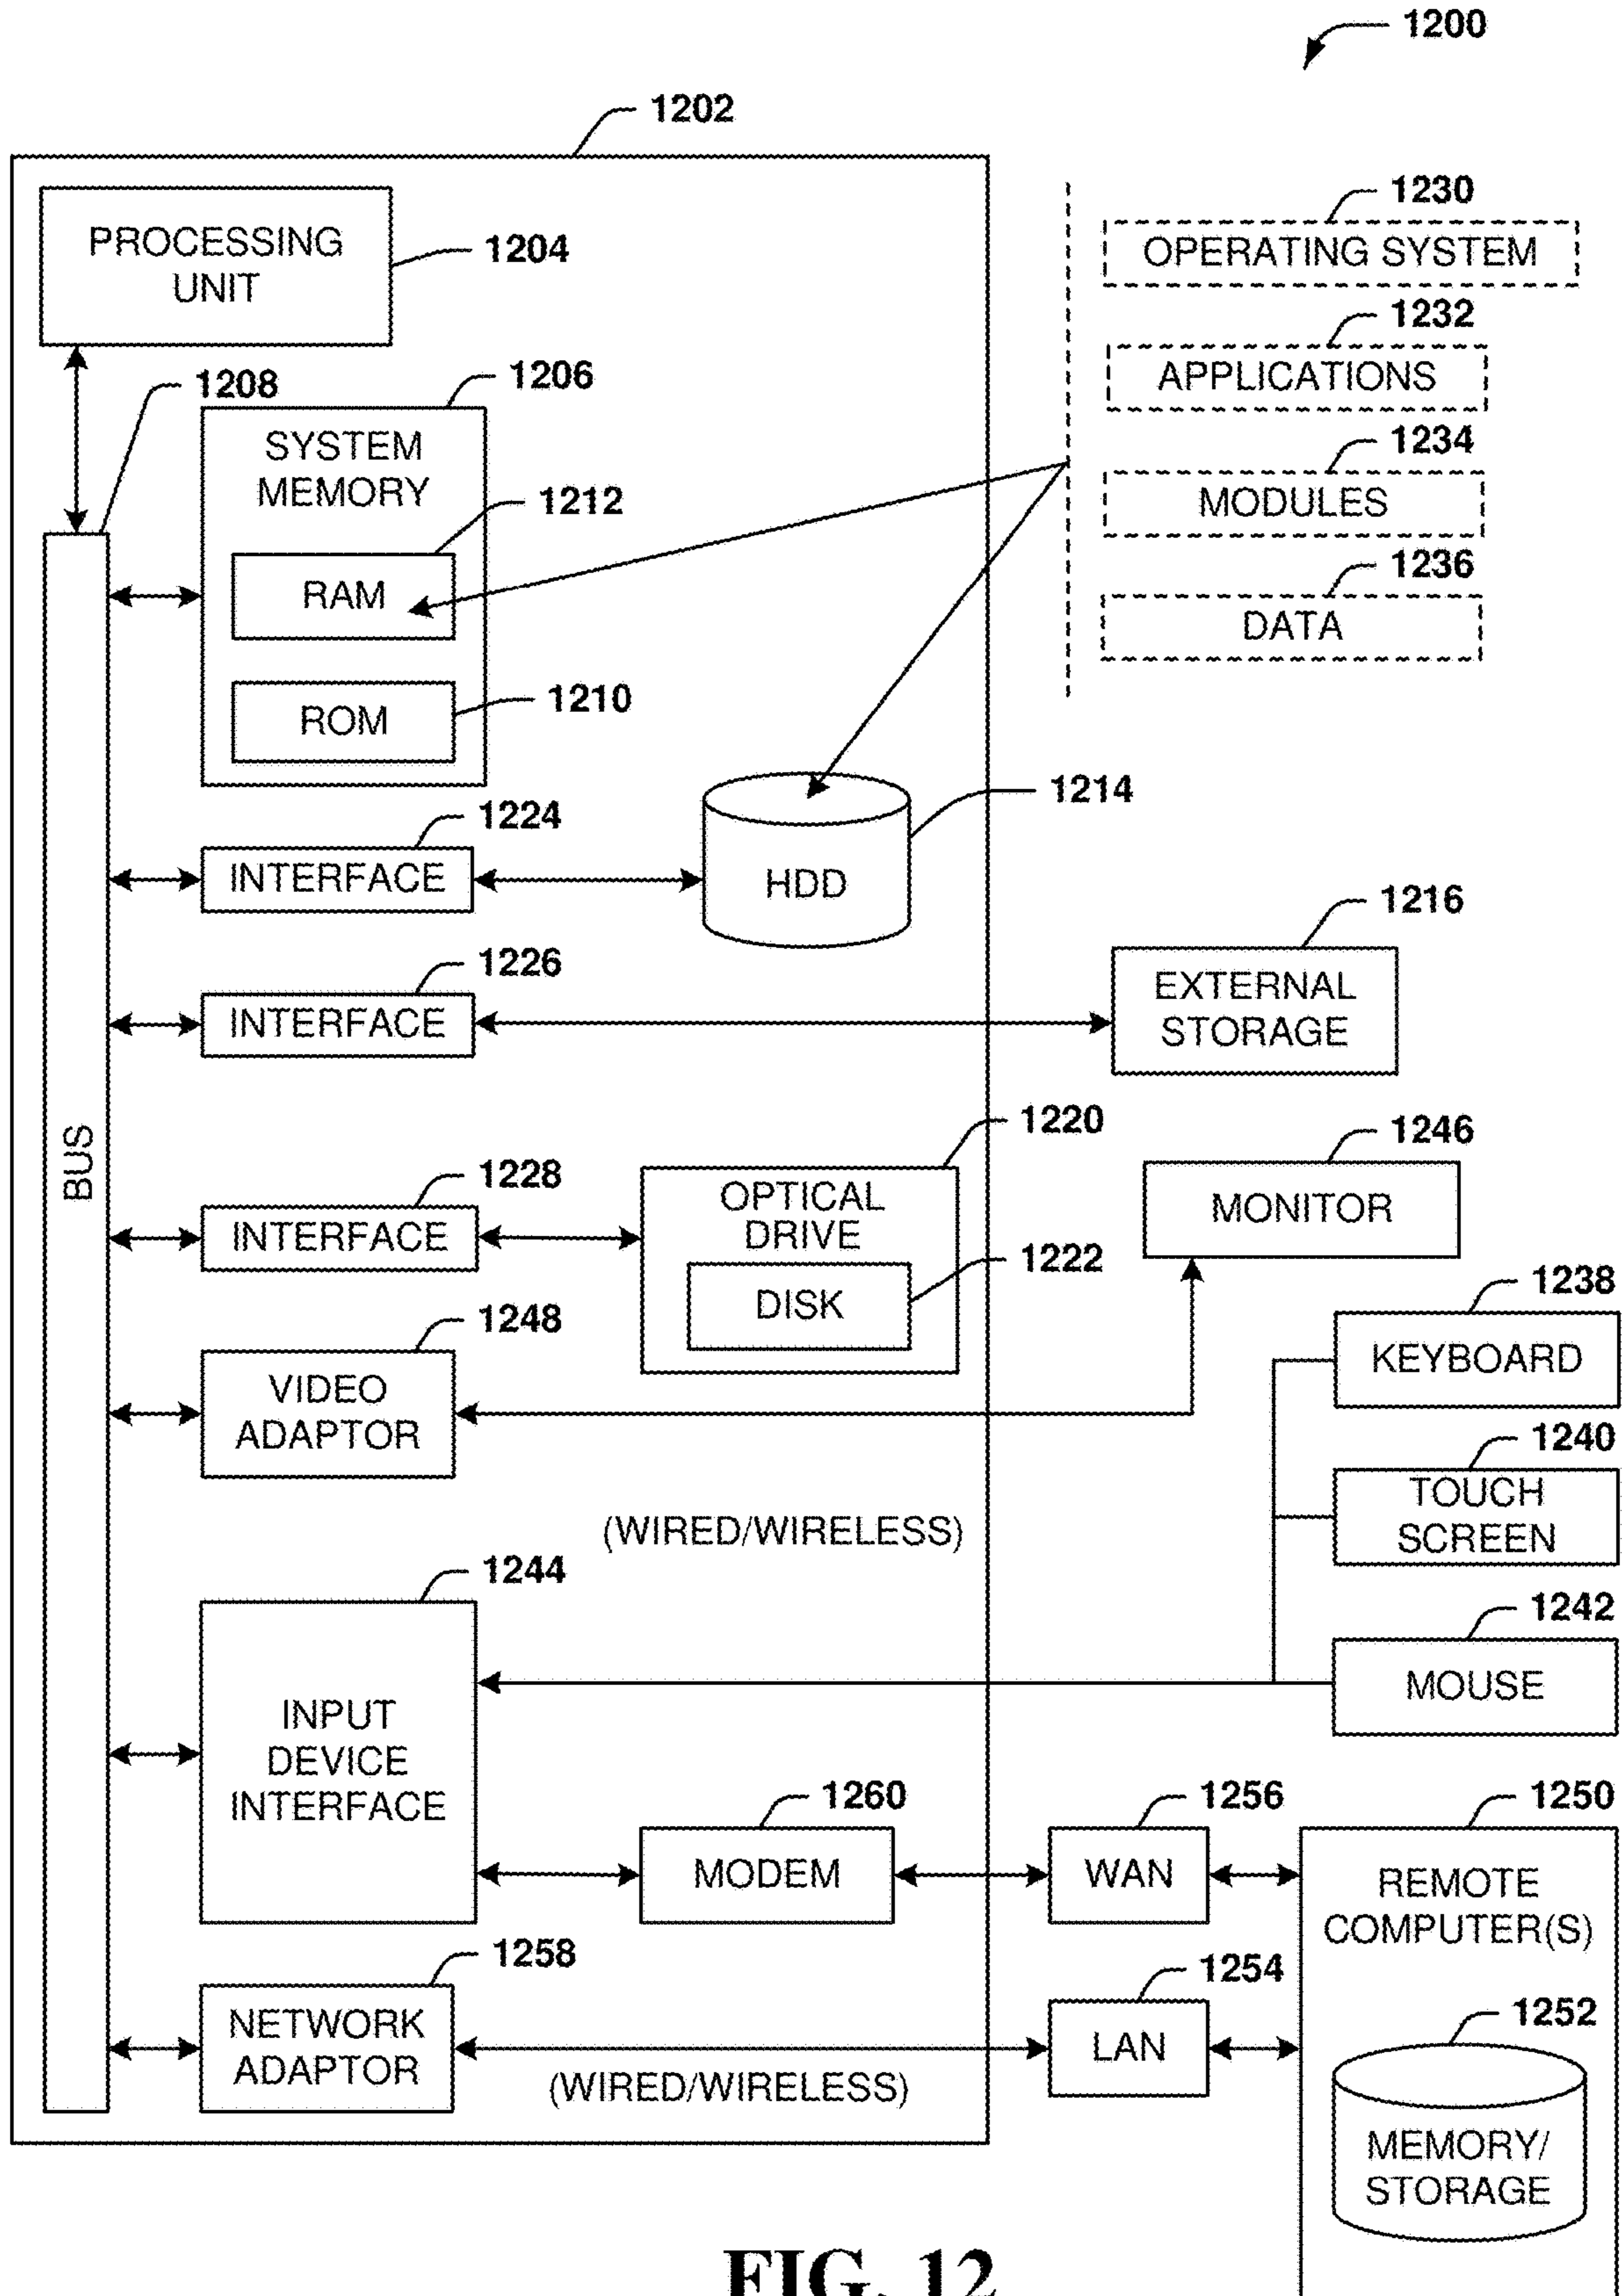 1200
1202
PROCESSING
UNIT
1204
1230
OPERATING SYSTEM
1232
APPLICATIONS
1234
MODULES
1236
DATA
1208
1206
SYSTEM
MEMORY
1212
RAM
1210
ROM
1214
HDD
1224
INTERFACE
1216
EXTERNAL
STORAGE
1226
INTERFACE
BUS
1220
OPTICAL
DRIVE
1222
DISK
1228
INTERFACE
1246
MONITOR
1248
VIDEO
ADAPTOR
1238
KEYBOARD
1240
TOUCH
SCREEN
(WIRED/WIRELESS)
1242
MOUSE
1244
INPUT
DEVICE
INTERFACE
1260
MODEM
1256
WAN
1250
REMOTE
COMPUTER(S)
1258
NETWORK
ADAPTOR
(WIRED/WIRELESS)
1254
LAN
1252
MEMORY/
STORAGE
FIG. 12